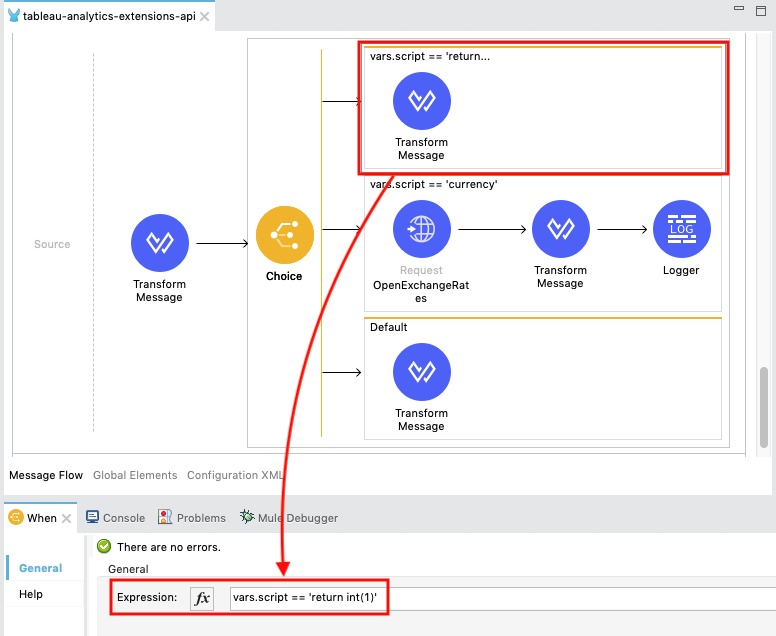 tableau-analytics-extensions-api
vars.script == 'return...
Transform
Message
vars.script == 'currency'
Source
Transform
Message
Choice
Request
OpenExchangeRat
es
Transform
Message
LOG
Logger
Default
Transform
Message
Message Flow Global Elements Configuration XML
When Console Problems Mule Debugger
There are no errors.
General
General
Help
Expression: fx vars.script == 'return int(1)'